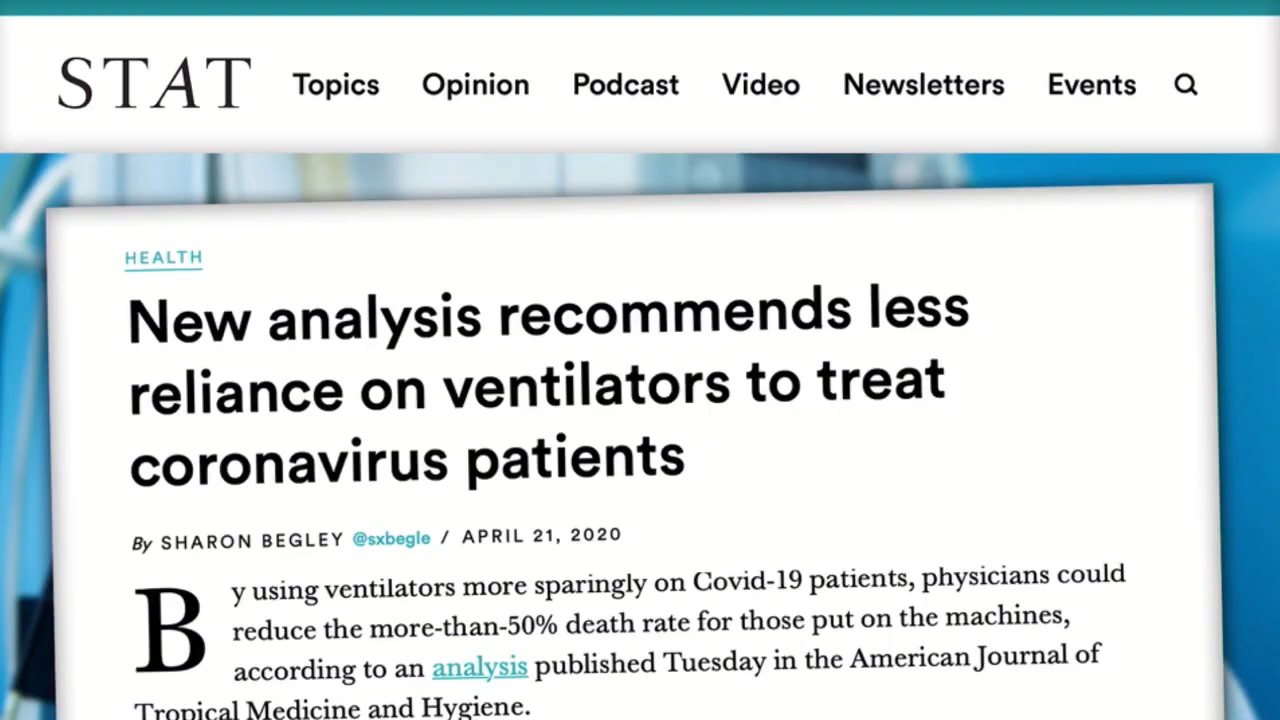 STAT Topics Opinion Podcast Video Newsletters Events
HEALTH
New analysis recommends less
reliance on ventilators to treat
coronavirus patients
By SHARON BEGLEY @sxbegle / APRIL 21, 2020
By using ventilators more sparingly on Covid-19 patients, physicians could
reduce the more-than-50% death rate for those put on the machines,
according to an analysis published Tuesday in the American Journal of
Tropical Medicine and Hygiene.